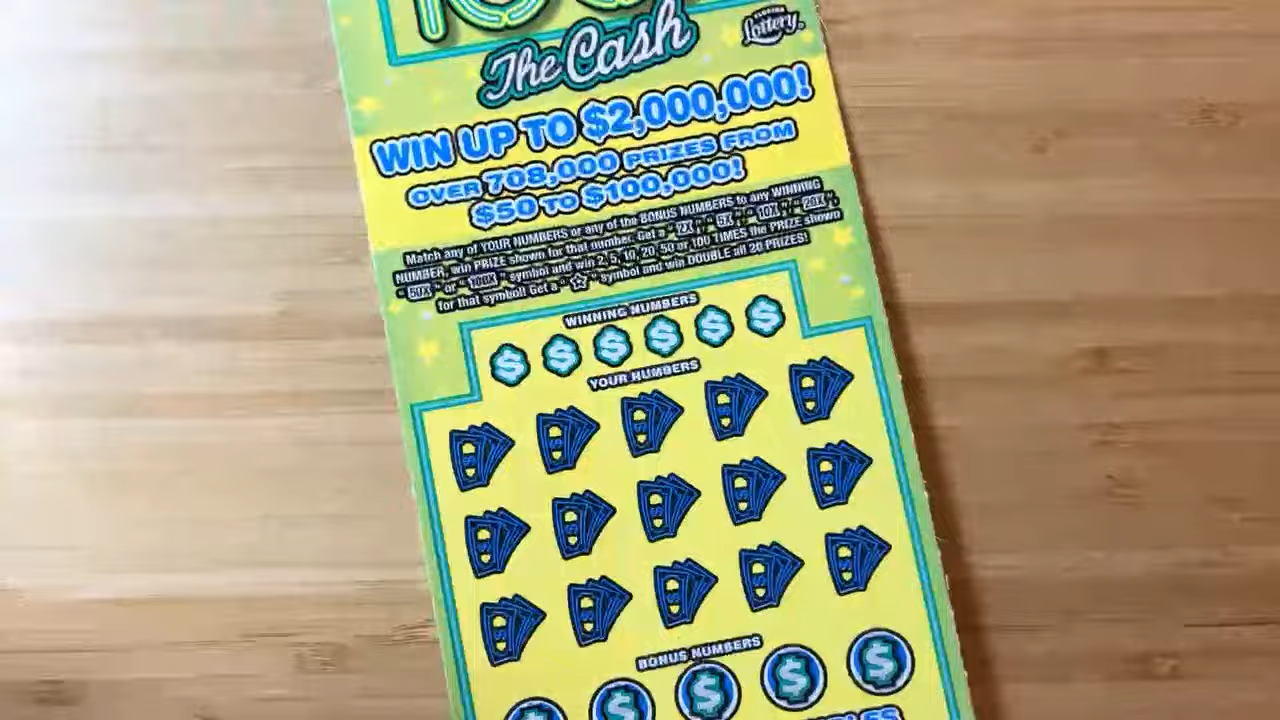 The Cash
FLORIDA
Lottery
WIN UP TO $2,000,000!
OVER 708,000 PRIZES FROM
$50 TO $100,000!
Match any of YOUR NUMBERS or any of the BONUS NUMBERS to any WINNING
NUMBER, win PRIZE shown for that number. Get a "2X", "5X", "10X", "20X",
"50X" or "100X" symbol and win 2, 5, 10, 20, 50 or 100 TIMES the PRIZE shown
for that symbol! Get a "☆" symbol and win DOUBLE all 20 PRIZES!
WINNING NUMBERS
$ $ $ $ $ $
YOUR NUMBERS
BONUS NUMBERS
$ $ $ $ $